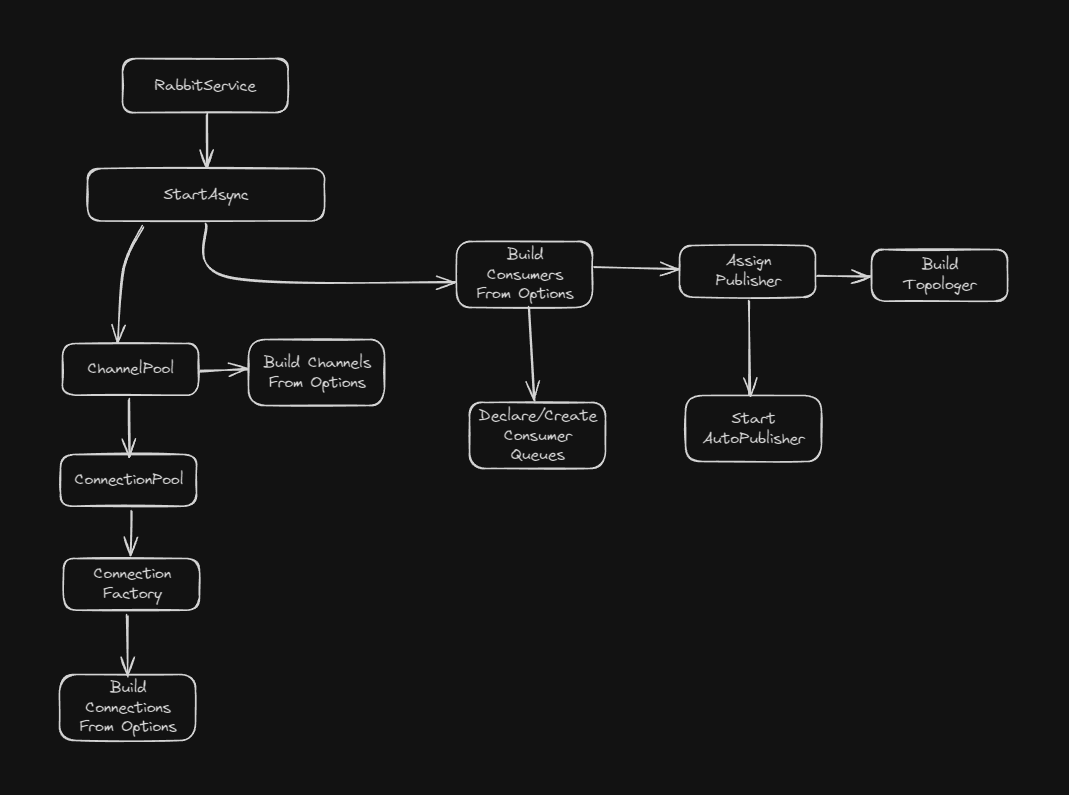 RabbitService
StartAsync
Build
Consumers
From Options
Assign
Publisher
Build
Topologer
ChannelPool
Build Channels
From Options
Declare/Create
Consumer
Queues
Start
AutoPublisher
ConnectionPool
Connection
Factory
Build
Connections
From Options